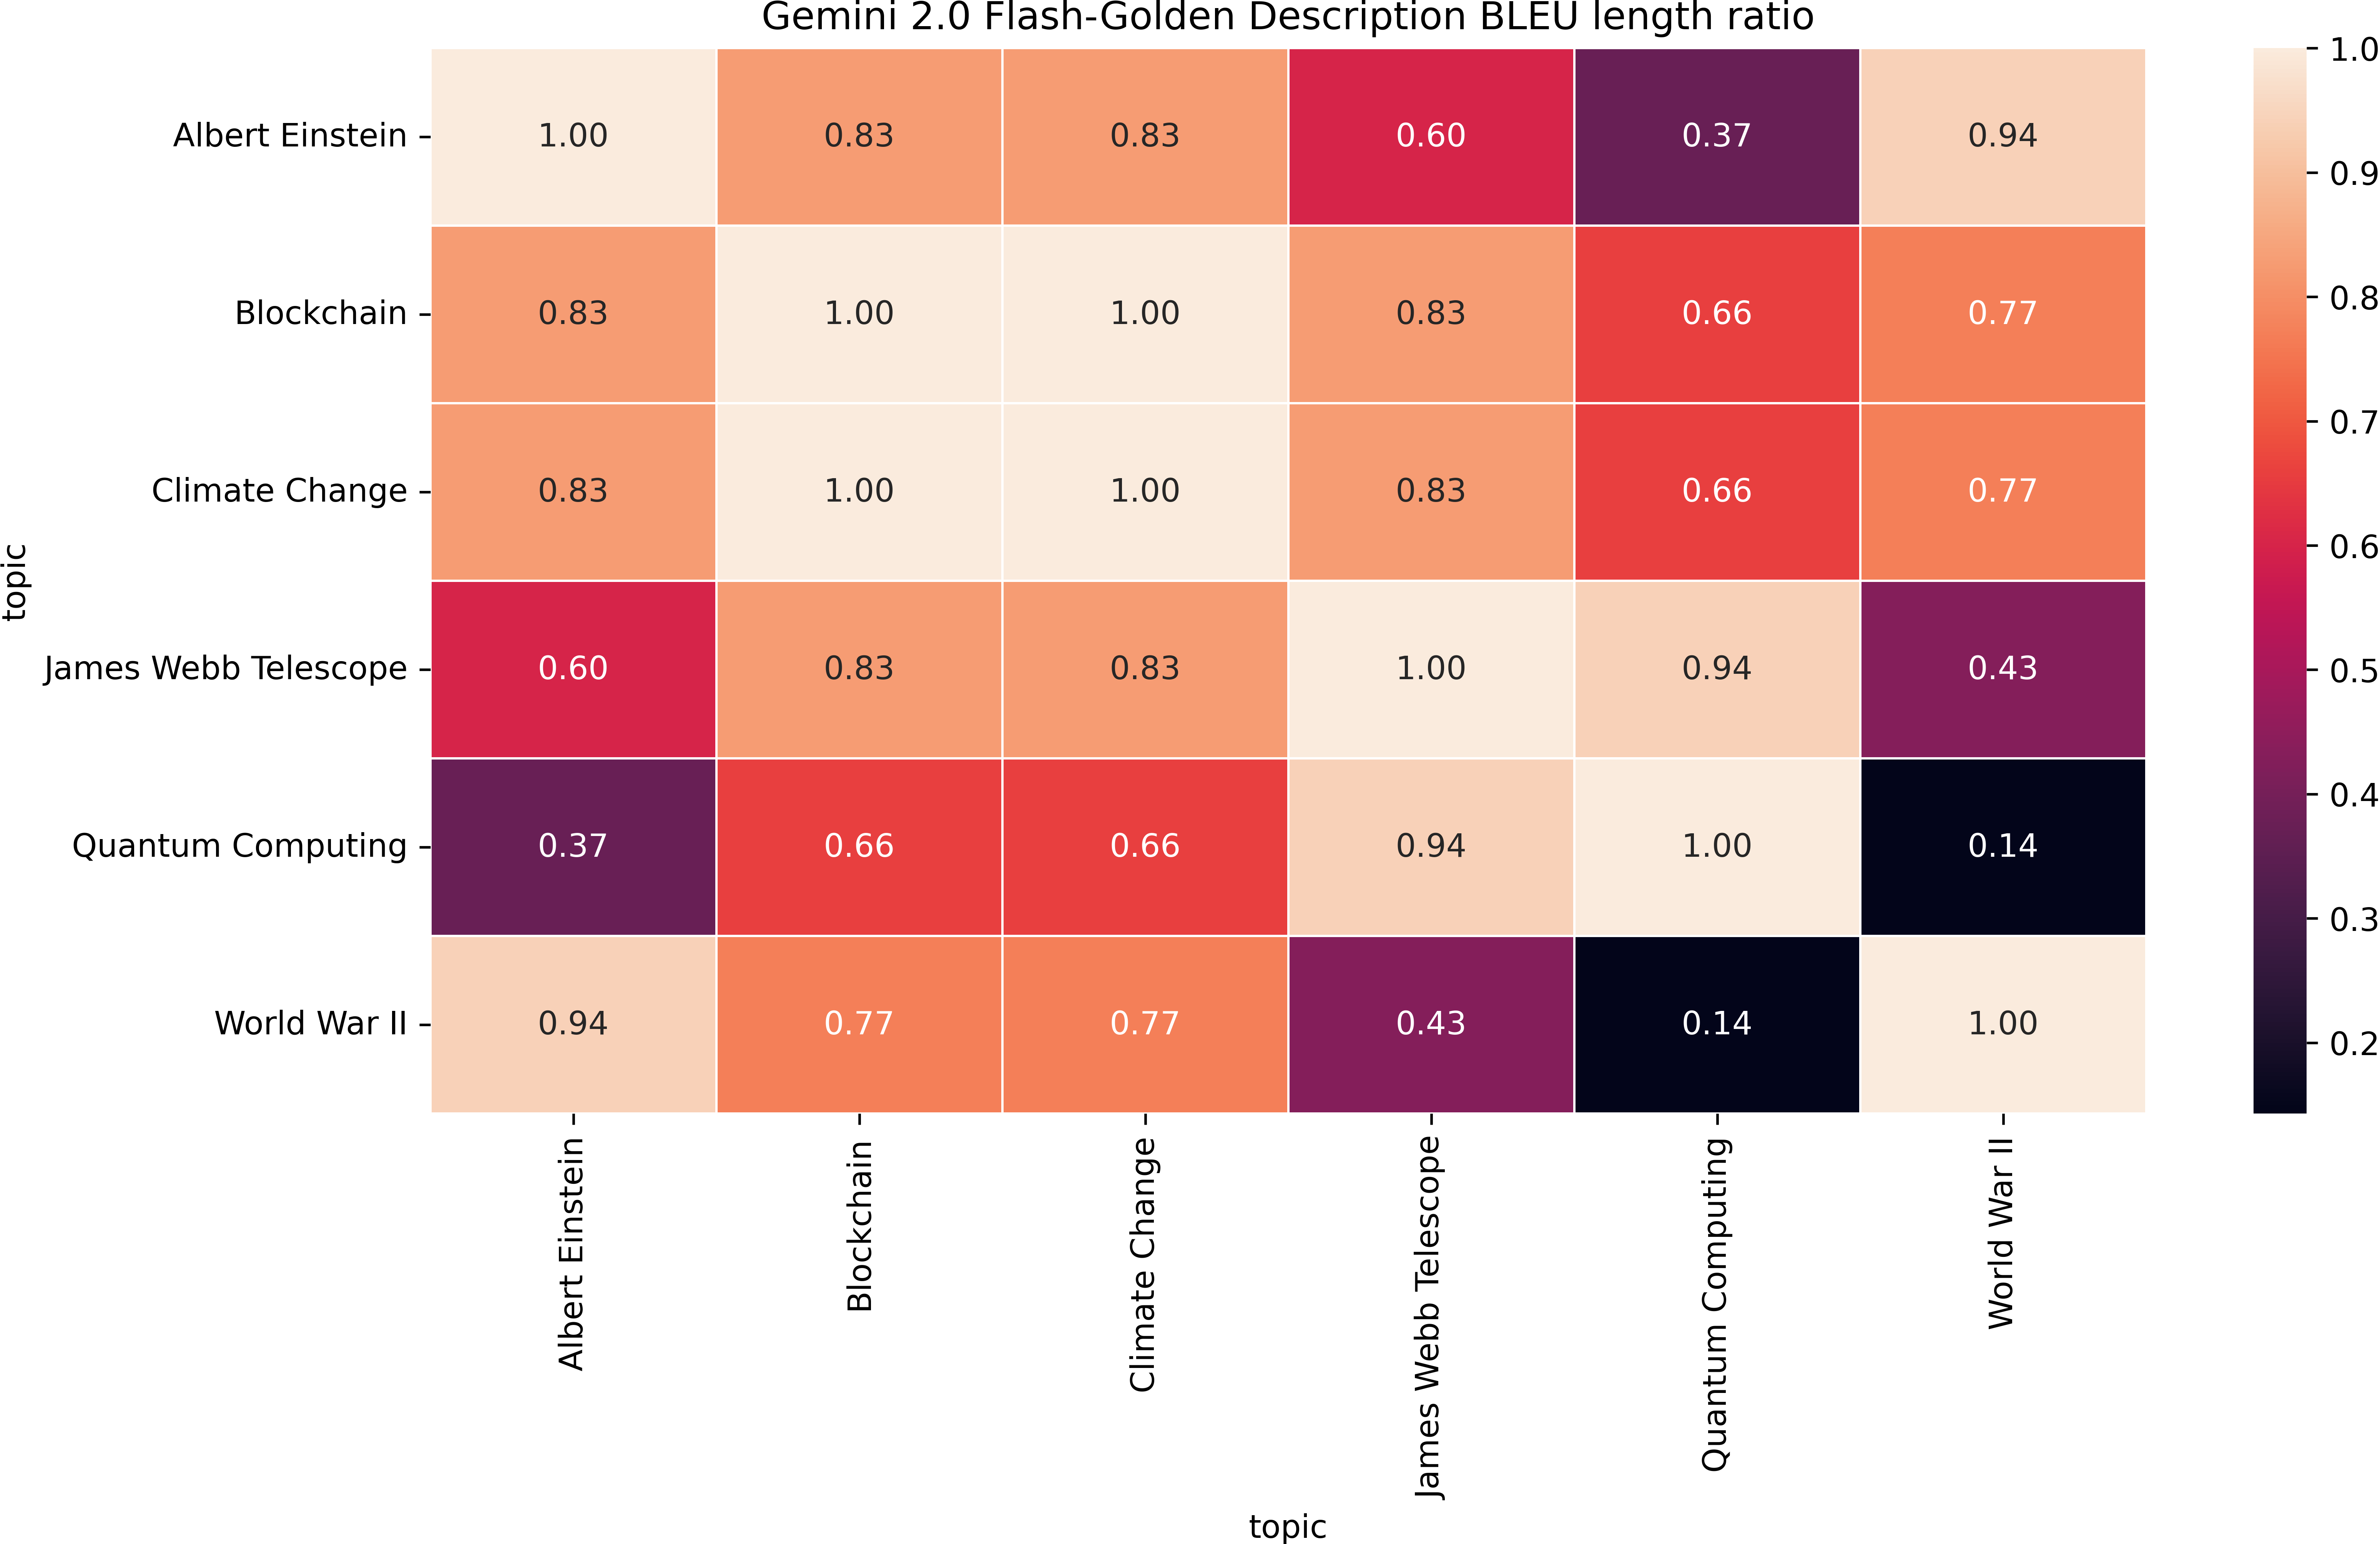 Gemini 2.0 Flash-Golden Description BLEU length ratio
topic
Albert Einstein 1.00 0.83 0.83 0.60 0.37 0.94
Blockchain 0.83 1.00 1.00 0.83 0.66 0.77
Climate Change 0.83 1.00 1.00 0.83 0.66 0.77
James Webb Telescope 0.60 0.83 0.83 1.00 0.94 0.43
Quantum Computing 0.37 0.66 0.66 0.94 1.00 0.14
World War II 0.94 0.77 0.77 0.43 0.14 1.00
Albert Einstein
Blockchain
Climate Change
James Webb Telescope
Quantum Computing
World War II
topic
1.0
0.9
0.8
0.7
0.6
0.5
0.4
0.3
0.2